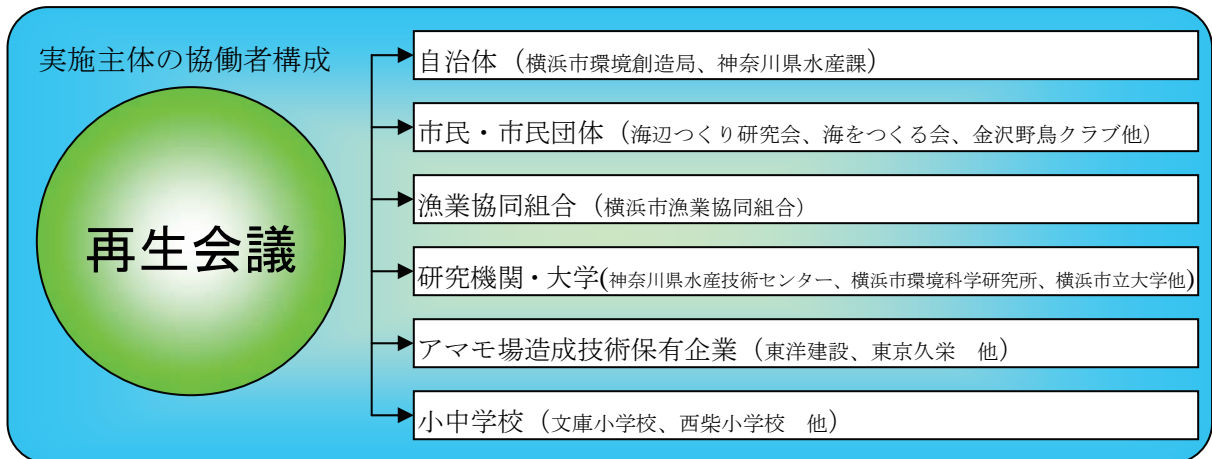 実施主体の協働者構成
再生会議
自治体（横浜市環境創造局、神奈川県水産課）
市民・市民団体（海辺つくり研究会、海をつくる会、金沢野鳥クラブ他）
漁業協同組合（横浜市漁業協同組合）
研究機関・大学(神奈川県水産技術センター、横浜市環境科学研究所、横浜市立大学他)
アマモ場造成技術保有企業（東洋建設、東京久栄　他）
小中学校（文庫小学校、西柴小学校　他）